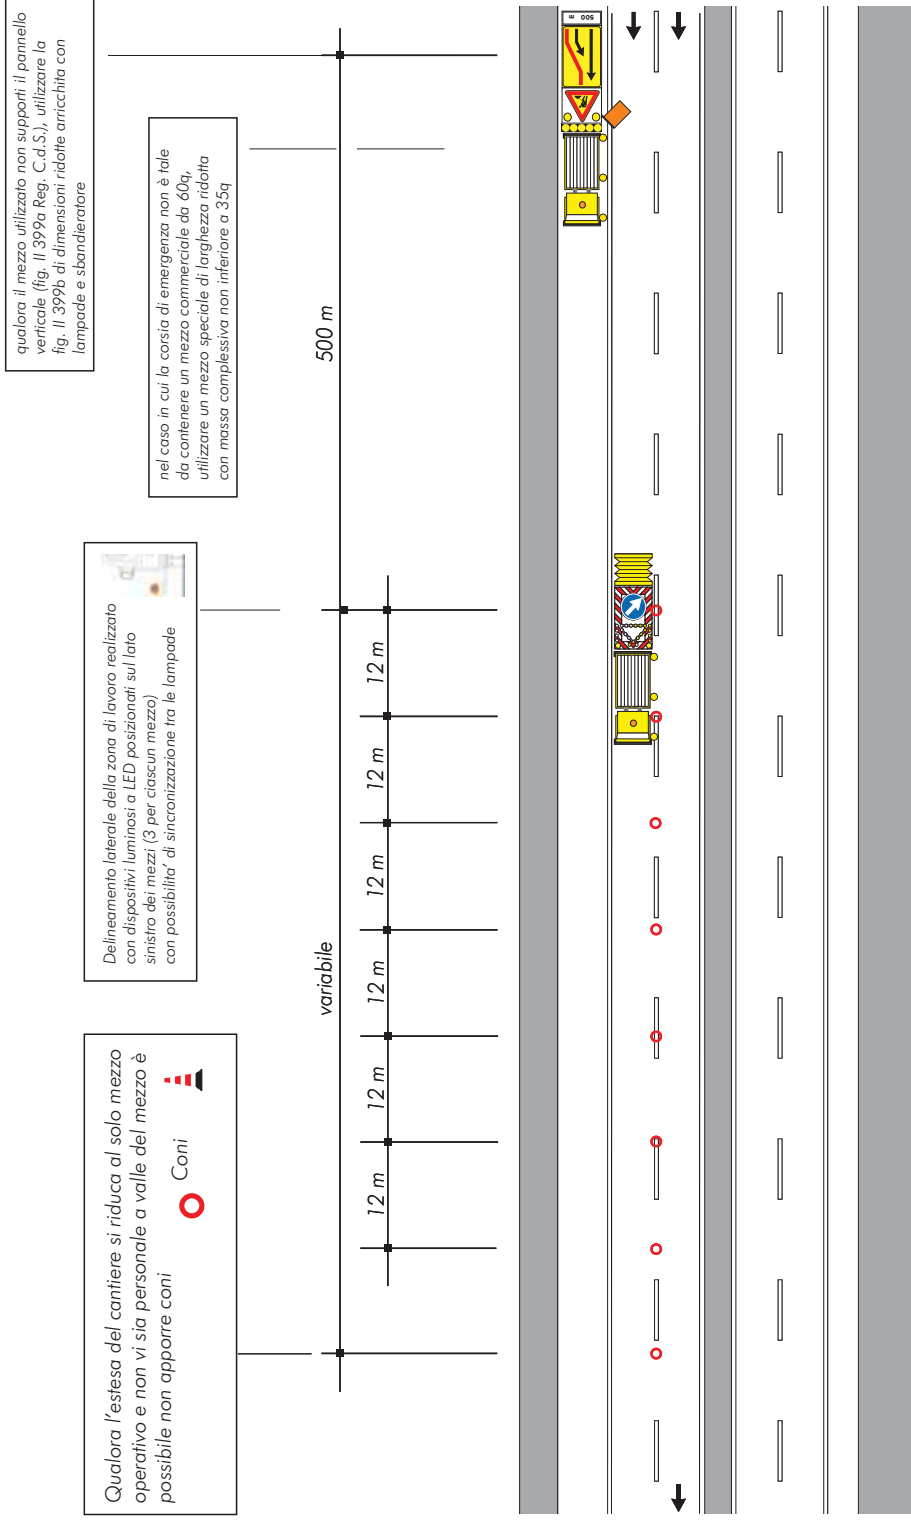 qualora il mezzo utilizzato non supporti il pannello
verticale (fig. II 399a Reg. C.d.S.), utilizzare la
fig. II 399b di dimensioni ridotte arricchita con
lampade e sbandieratore
nel caso in cui la corsia di emergenza non è tale
da contenere un mezzo commerciale da 60q,
utilizzare un mezzo speciale di larghezza ridotta
con massa complessiva non inferiore a 35q
Delineamento laterale della zona di lavoro realizzato
con dispositivi luminosi a LED posizionati sul lato
sinistro dei mezzi (3 per ciascun mezzo)
con possibilita' di sincronizzazione tra le lampade
Qualora l'estesa del cantiere si riduca al solo mezzo
operativo e non vi sia personale a valle del mezzo è
possibile non apporre coni
Coni
500 m
variabile
12 m
12 m
12 m
12 m
12 m
12 m
500 m